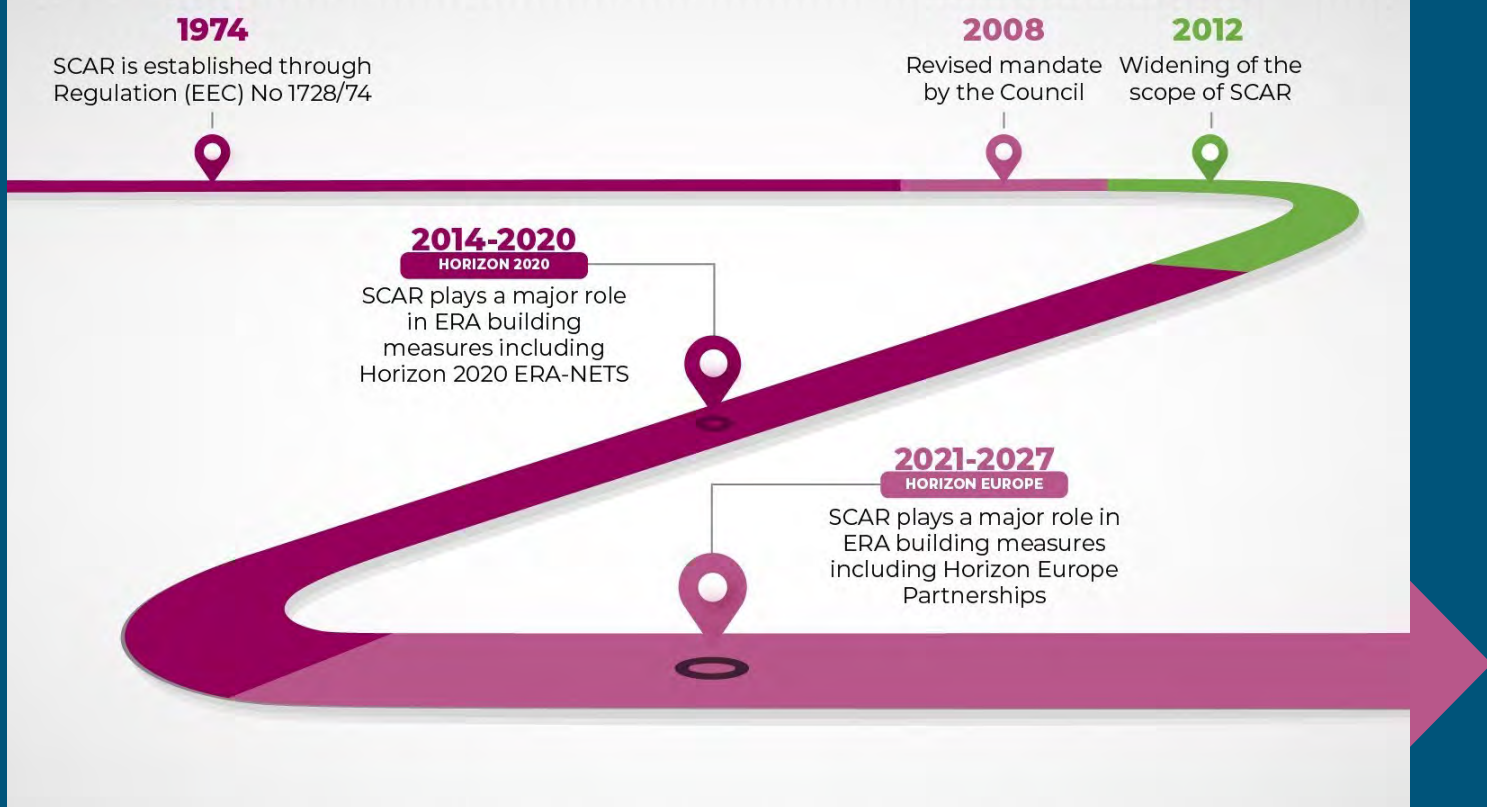 1974
SCAR is established through
Regulation (EEC) No 1728/74
2008
Revised mandate
by the Council
2012
Widening of the
scope of SCAR
2014-2020
HORIZON 2020
SCAR plays a major role
in ERA building
measures including
Horizon 2020 ERA-NETS
2021-2027
HORIZON EUROPE
SCAR plays a major role in
ERA building measures
including Horizon Europe
Partnerships